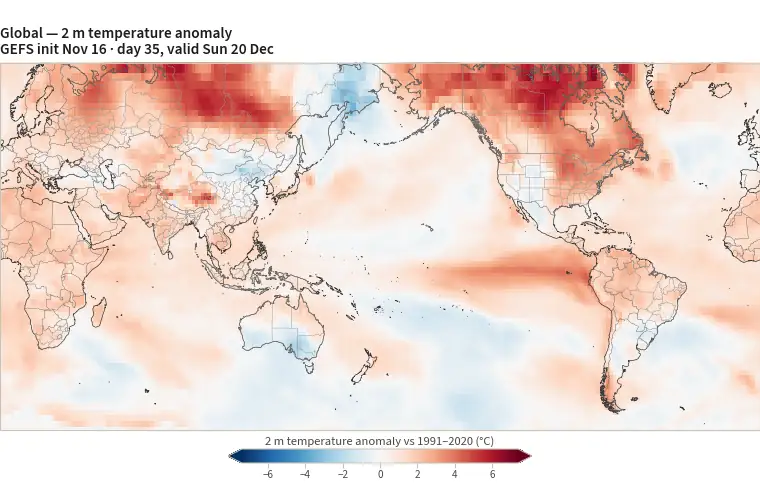 Global — 2 m temperature anomaly
GEFS init Nov 16 · day 35, valid Sun 20 Dec
2 m temperature anomaly vs 1991–2020 (°C)
−6 −4 −2 0 2 4 6